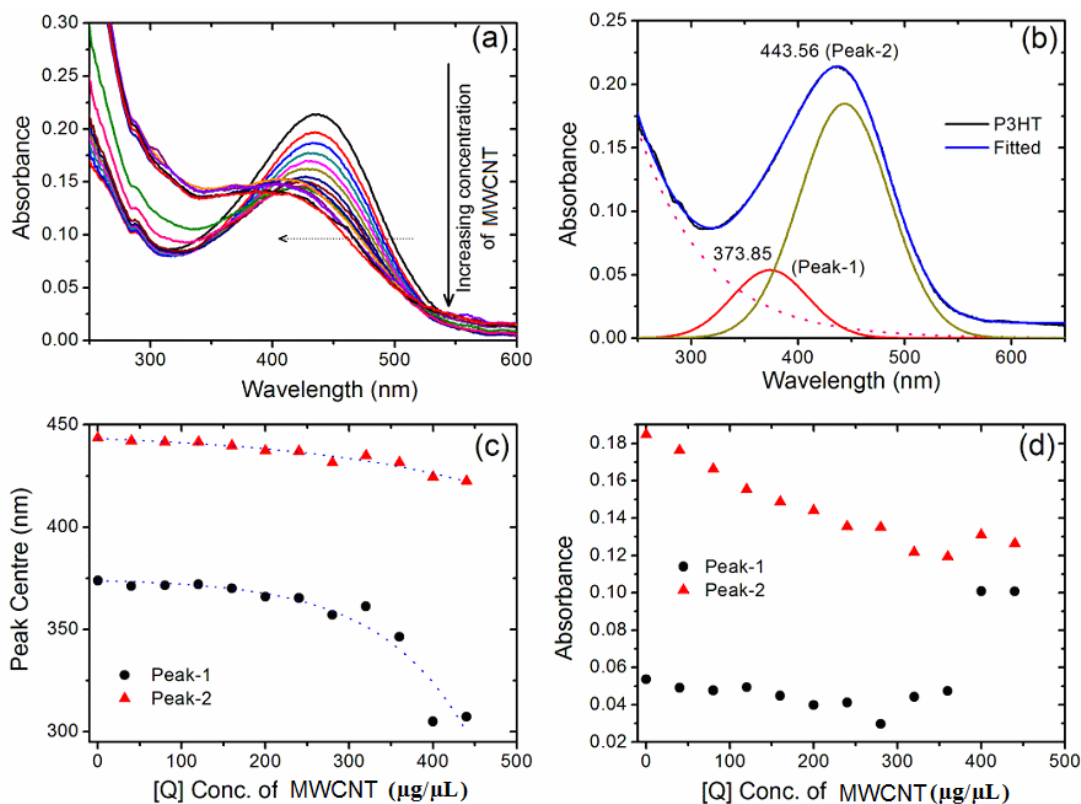 (a)
Increasing concentration
of MWCNT
Absorbance
0.30
0.25
0.20
0.15
0.10
0.05
0.00
300 400 500 600
Wavelength (nm)
(b)
443.56 (Peak-2)
P3HT
Fitted
373.85
(Peak-1)
Absorbance
0.25
0.20
0.15
0.10
0.05
0.00
300 400 500 600
Wavelength (nm)
(c)
Peak Centre (nm)
450
425
400
375
350
325
300
Peak-1
Peak-2
0 100 200 300 400 500
[Q] Conc. of MWCNT (µg/µL)
(d)
Absorbance
0.18
0.16
0.14
0.12
0.10
0.08
0.06
0.04
0.02
Peak-1
Peak-2
0 100 200 300 400 500
[Q] Conc. of MWCNT(µg/µL)